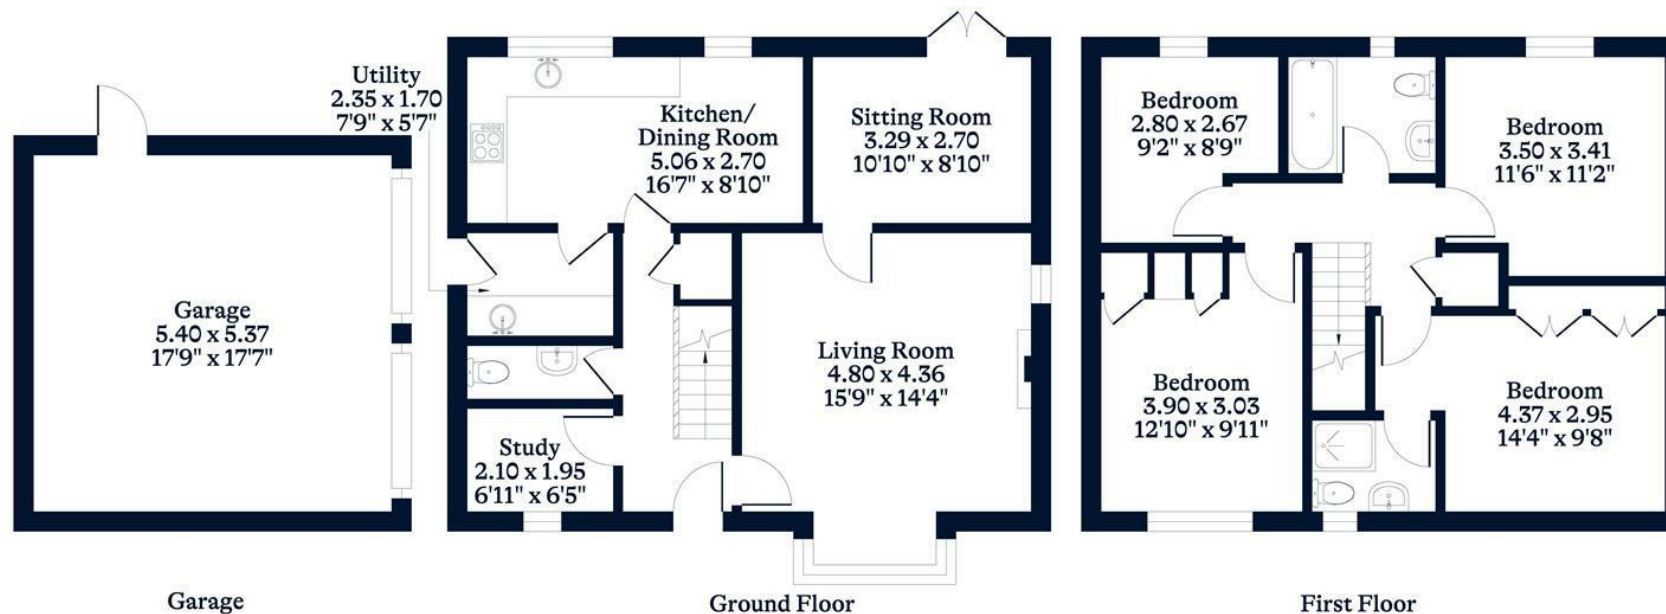 Utility
2.35 x 1.70
7'9" x 5'7"
Garage
5.40 x 5.37
17'9" x 17'7"
Kitchen/
Dining Room
5.06 x 2.70
16'7" x 8'10"
Sitting Room
3.29 x 2.70
10'10" x 8'10"
Living Room
4.80 x 4.36
15'9" x 14'4"
Study
2.10 x 1.95
6'11" x 6'5"
Bedroom
2.80 x 2.67
9'2" x 8'9"
Bedroom
3.50 x 3.41
11'6" x 11'2"
Bedroom
3.90 x 3.03
12'10" x 9'11"
Bedroom
4.37 x 2.95
14'4" x 9'8"
Garage
Ground Floor
First Floor